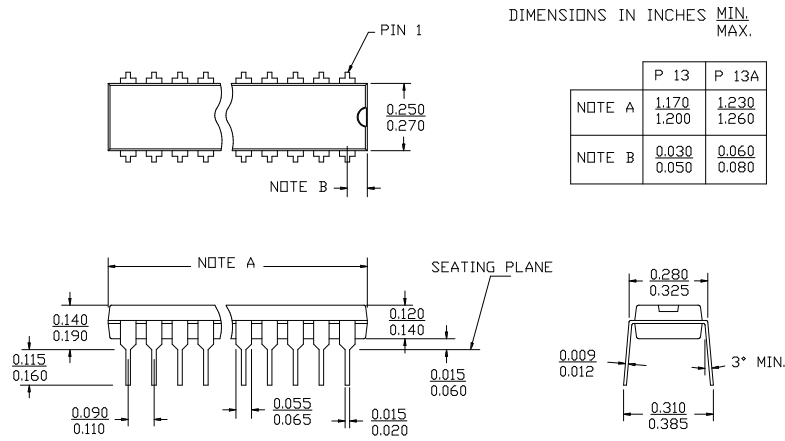 DIMENSIONS IN INCHES MIN.
MAX.
PIN 1
P 13 P 13A
NOTE A 1.170 1.230
1.200 1.260
NOTE B 0.030 0.060
0.050 0.080
0.250
0.270
NOTE B
NOTE A
SEATING PLANE
0.280
0.325
0.140
0.190
0.120
0.140
0.115
0.160
0.015
0.060
0.009
0.012
3° MIN.
0.090
0.110
0.055
0.065
0.015
0.020
0.310
0.385